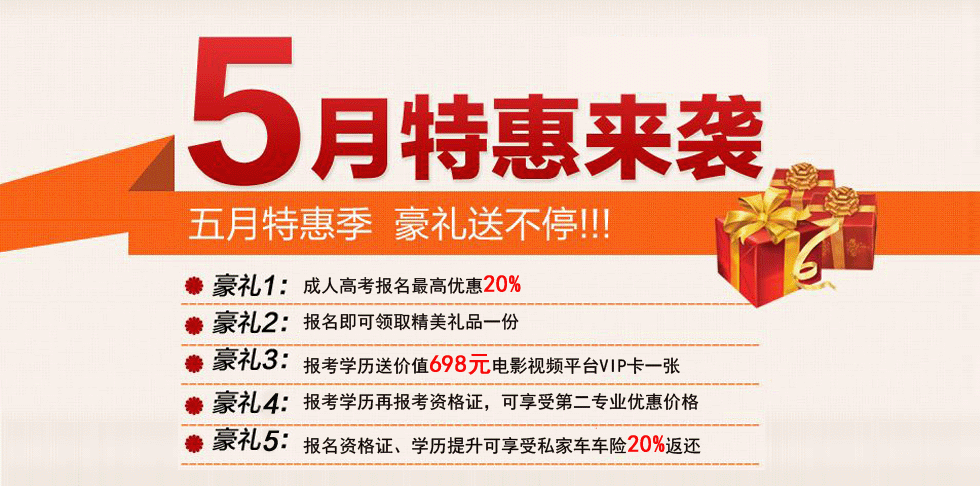 5月特惠来袭
五月特惠季 豪礼送不停!!!
豪礼1：成人高考报名最高优惠20%
豪礼2：报名即可领取精美礼品一份
豪礼3：报考学历送价值698元电影视频平台VIP卡一张
豪礼4：报考学历再报考资格证，可享受第二专业优惠价格
豪礼5：报名资格证、学历提升可享受私家车车险20%返还